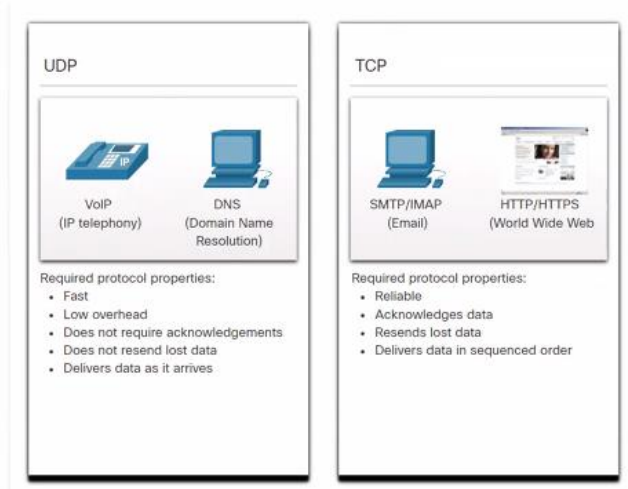 UDP
IP
VoIP
(IP telephony)
DNS
(Domain Name
Resolution)
Required protocol properties:
• Fast
• Low overhead
• Does not require acknowledgements
• Does not resend lost data
• Delivers data as it arrives
TCP
SMTP/IMAP
(Email)
HTTP/HTTPS
(World Wide Web
Required protocol properties:
• Reliable
• Acknowledges data
• Resends lost data
• Delivers data in sequenced order